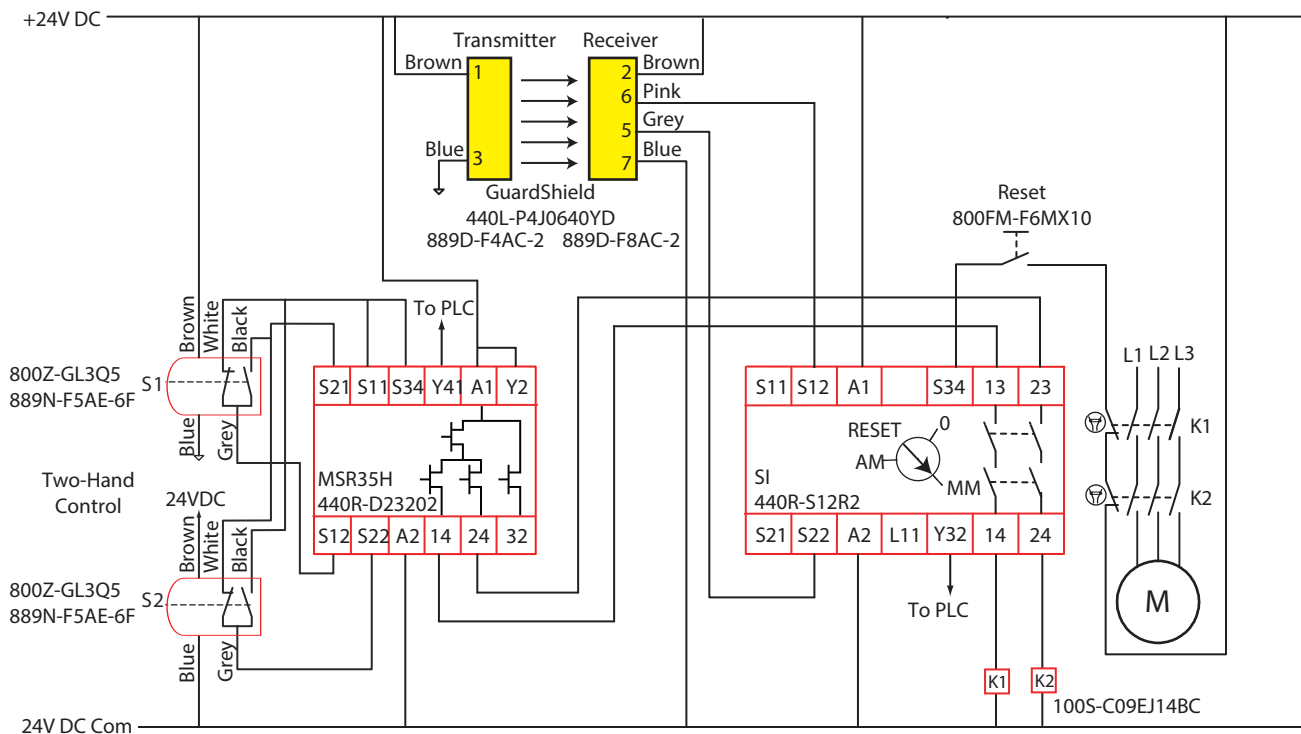 +24V DC
Transmitter Receiver
Brown 1 2 Brown
6 Pink
5 Grey
Blue 3 7 Blue
GuardShield
440L-P4J0640YD
889D-F4AC-2 889D-F8AC-2
Reset
800FM-F6MX10
Brown White Black
To PLC
L1 L2 L3
800Z-GL3Q5
889N-F5AE-6F
S1
S21 S11 S34 Y41 A1 Y2
S11 S12 A1 S34 13 23
K1
Blue Grey
RESET 0
AM
MM
MSR35H
440R-D23202
SI
440R-S12R2
Two-Hand
Control
24VDC
K2
S12 S22 A2 14 24 32
S21 S22 A2 L11 Y32 14 24
Brown White Black
800Z-GL3Q5
889N-F5AE-6F
S2
To PLC
M
Blue Grey
K1 K2
100S-C09EJ14BC
24V DC Com